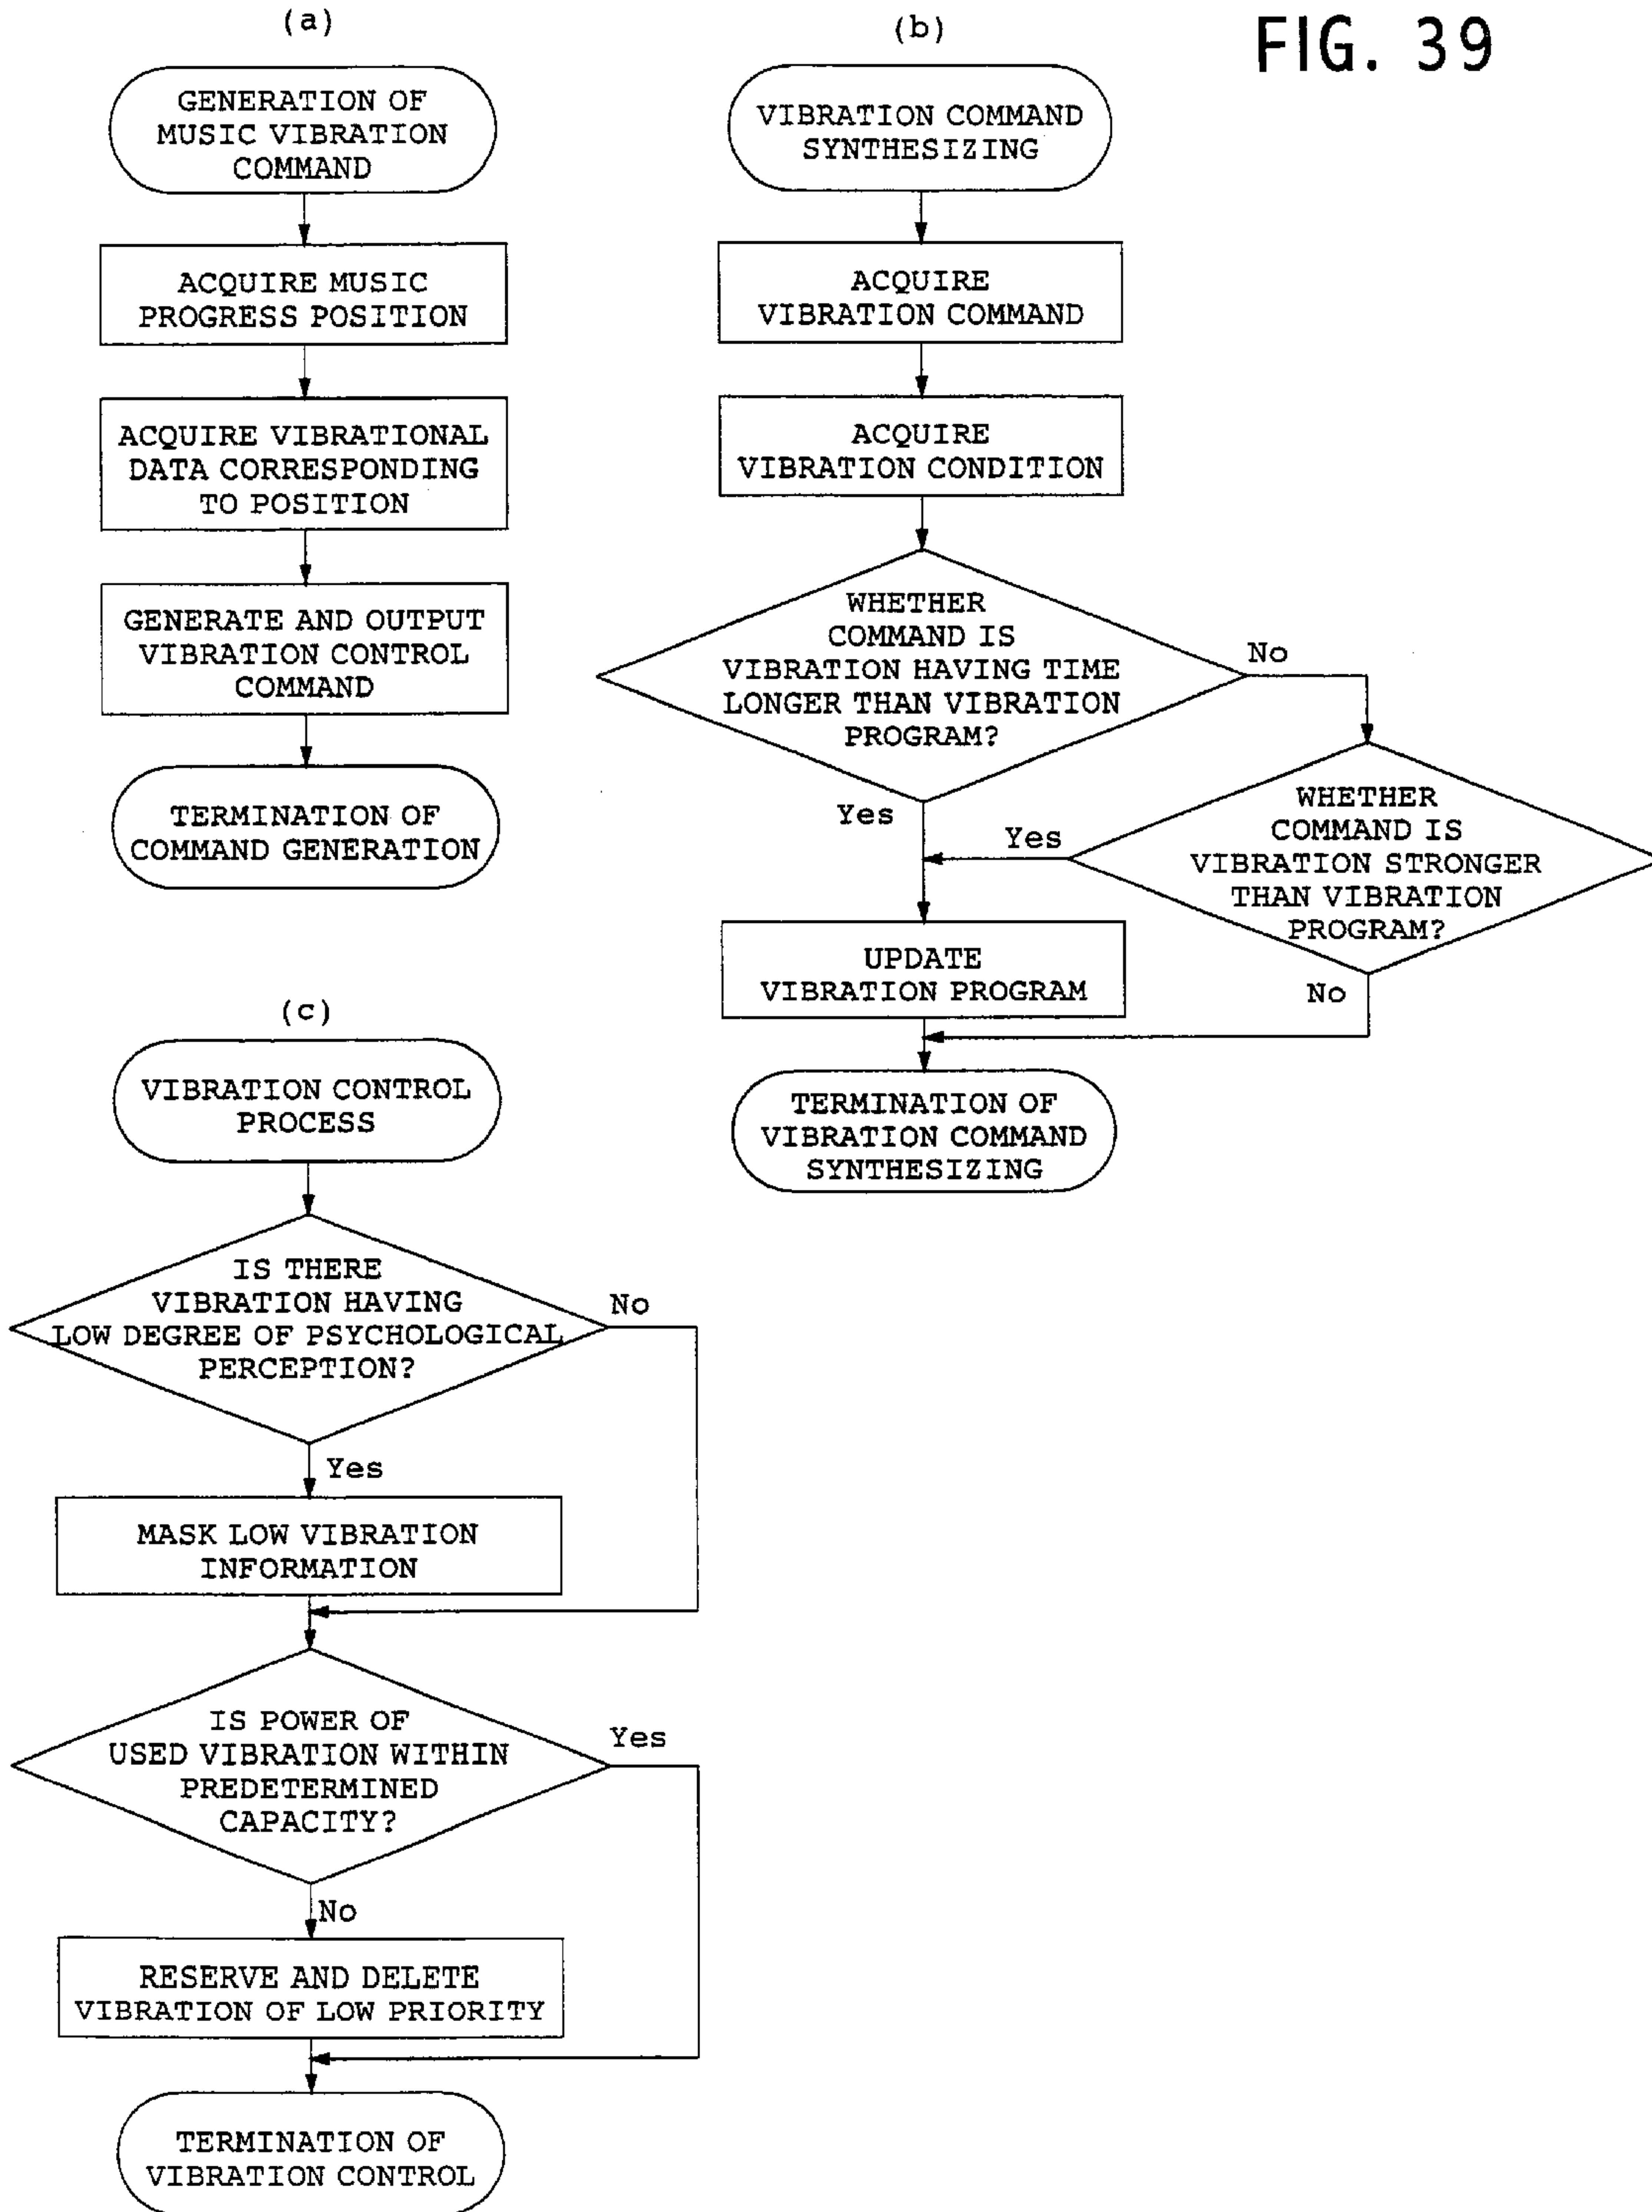 FIG. 39
(a)
GENERATION OF
MUSIC VIBRATION
COMMAND
ACQUIRE MUSIC
PROGRESS POSITION
ACQUIRE VIBRATIONAL
DATA CORRESPONDING
TO POSITION
GENERATE AND OUTPUT
VIBRATION CONTROL
COMMAND
TERMINATION OF
COMMAND GENERATION
(b)
VIBRATION COMMAND
SYNTHESIZING
ACQUIRE
VIBRATION COMMAND
ACQUIRE
VIBRATION CONDITION
WHETHER
COMMAND IS
VIBRATION HAVING TIME
LONGER THAN VIBRATION
PROGRAM?
No
Yes
WHETHER
COMMAND IS
VIBRATION STRONGER
THAN VIBRATION
PROGRAM?
Yes
No
UPDATE
VIBRATION PROGRAM
TERMINATION OF
VIBRATION COMMAND
SYNTHESIZING
(c)
VIBRATION CONTROL
PROCESS
IS THERE
VIBRATION HAVING
LOW DEGREE OF PSYCHOLOGICAL
PERCEPTION?
No
Yes
MASK LOW VIBRATION
INFORMATION
IS POWER OF
USED VIBRATION WITHIN
PREDETERMINED
CAPACITY?
Yes
No
RESERVE AND DELETE
VIBRATION OF LOW PRIORITY
TERMINATION OF
VIBRATION CONTROL